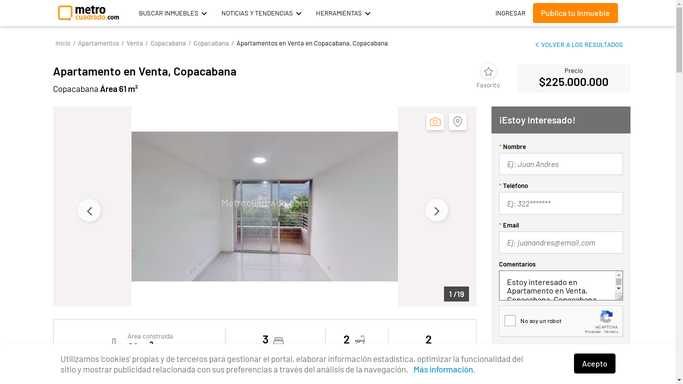 metro
cuadrado.com
BUSCAR INMUEBLES
NOTICIAS Y TENDENCIAS
HERRAMIENTAS
INGRESAR
Publica tu Inmueble
Inicio / Apartamentos / Venta / Copacabana / Copacabana / Apartamentos en Venta en Copacabana, Copacabana
VOLVER A LOS RESULTADOS
Apartamento en Venta, Copacabana
Copacabana Área 61 m²
Favorito
Precio
$225.000.000
Metrocuadrado.com
1 /19
¡Estoy Interesado!
* Nombre
Ej: Juan Andres
* Teléfono
Ej: 322*******
* Email
Ej: juanandres@email.com
Comentarios
Estoy interesado en
Apartamento en Venta,
Copacabana, Copacabana
No soy un robot
reCAPTCHA
Privacidad - Términos
Área construida
3
2
2
Utilizamos 'cookies' propias y de terceros para gestionar el portal, elaborar información estadística, optimizar la funcionalidad del
sitio y mostrar publicidad relacionada con sus preferencias a través del análisis de la navegación. Más información.
Acepto